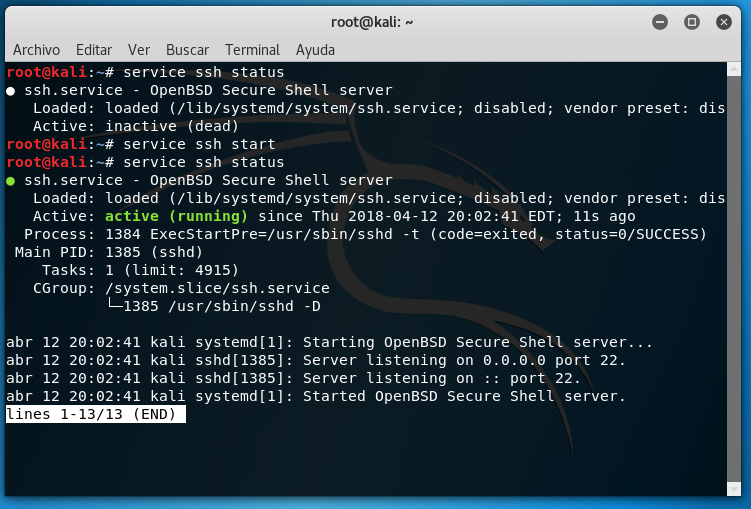 root@kali: ~
Archivo Editar Ver Buscar Terminal Ayuda
root@kali:~# service ssh status
● ssh.service - OpenBSD Secure Shell server
   Loaded: loaded (/lib/systemd/system/ssh.service; disabled; vendor preset: dis
   Active: inactive (dead)
root@kali:~# service ssh start
root@kali:~# service ssh status
● ssh.service - OpenBSD Secure Shell server
   Loaded: loaded (/lib/systemd/system/ssh.service; disabled; vendor preset: dis
   Active: active (running) since Thu 2018-04-12 20:02:41 EDT; 11s ago
  Process: 1384 ExecStartPre=/usr/sbin/sshd -t (code=exited, status=0/SUCCESS)
 Main PID: 1385 (sshd)
    Tasks: 1 (limit: 4915)
   CGroup: /system.slice/ssh.service
           └─1385 /usr/sbin/sshd -D
abr 12 20:02:41 kali systemd[1]: Starting OpenBSD Secure Shell server...
abr 12 20:02:41 kali sshd[1385]: Server listening on 0.0.0.0 port 22.
abr 12 20:02:41 kali sshd[1385]: Server listening on :: port 22.
abr 12 20:02:41 kali systemd[1]: Started OpenBSD Secure Shell server.
lines 1-13/13 (END)